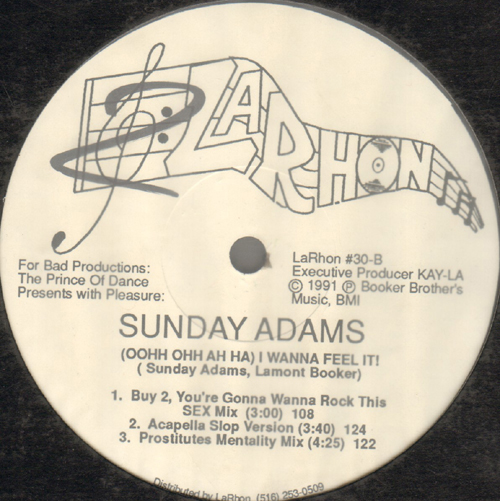 LARHON
For Bad Productions:
The Prince Of Dance
Presents with Pleasure:
LaRhon #30-B
Executive Producer KAY-LA
© 1991 Ⓟ Booker Brother's
Music, BMI
SUNDAY ADAMS
(OOHH OHH AH HA) I WANNA FEEL IT!
( Sunday Adams, Lamont Booker)
1. Buy 2, You're Gonna Wanna Rock This
SEX Mix (3:00) 108
2. Acapella Slop Version (3:40) 124
3. Prostitutes Mentality Mix (4:25) 122
Distributed by LaRhon, (516) 253-0509